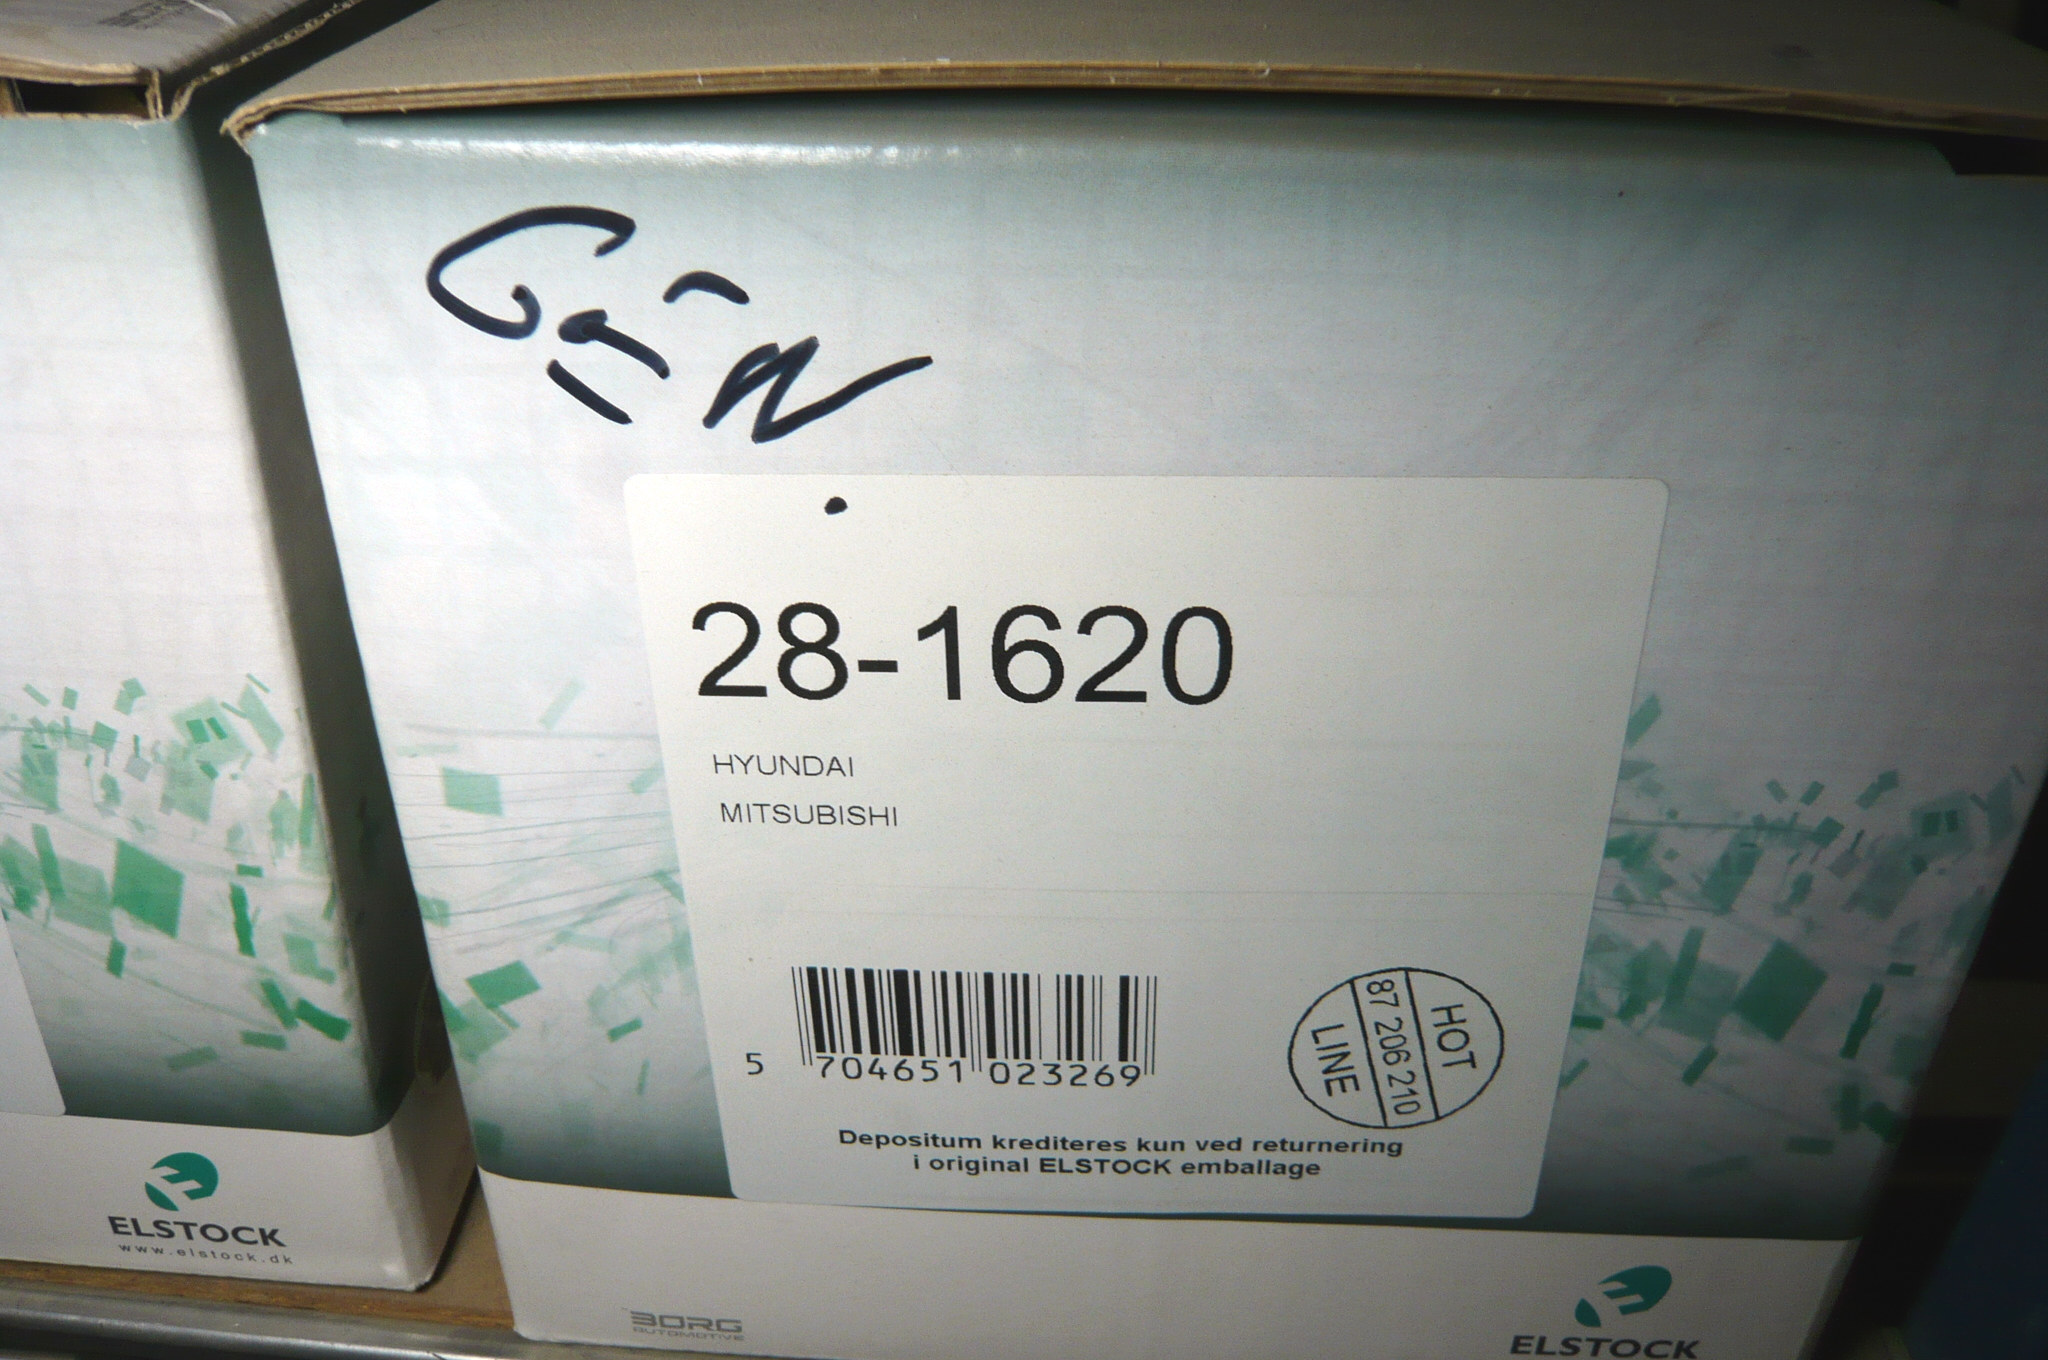 28-1620
HYUNDAI
MITSUBISHI
5 704651 023269
HOT
87 206 210
LINE
Depositum krediteres kun ved returnering
i original ELSTOCK emballage
ELSTOCK
www.elstock.dk
BORG
AUTOMOTIVE
ELSTOCK